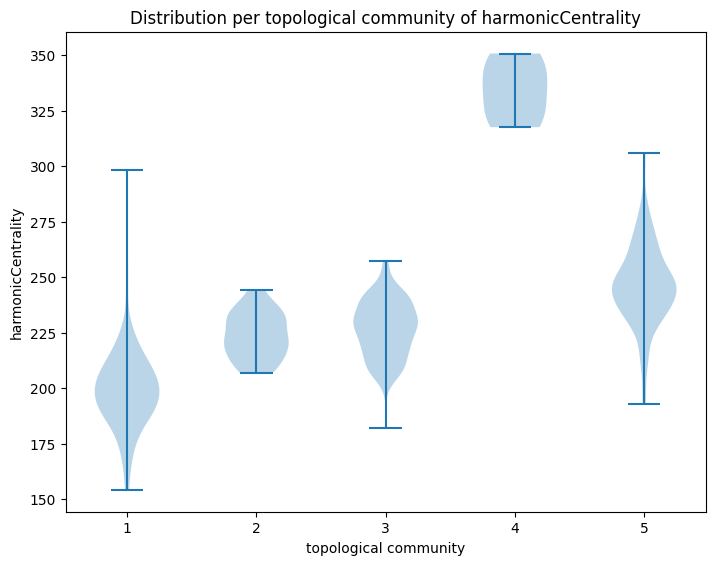 Distribution per topological community of harmonicCentrality
harmonicCentrality
350
325
300
275
250
225
200
175
150
1 2 3 4 5
topological community